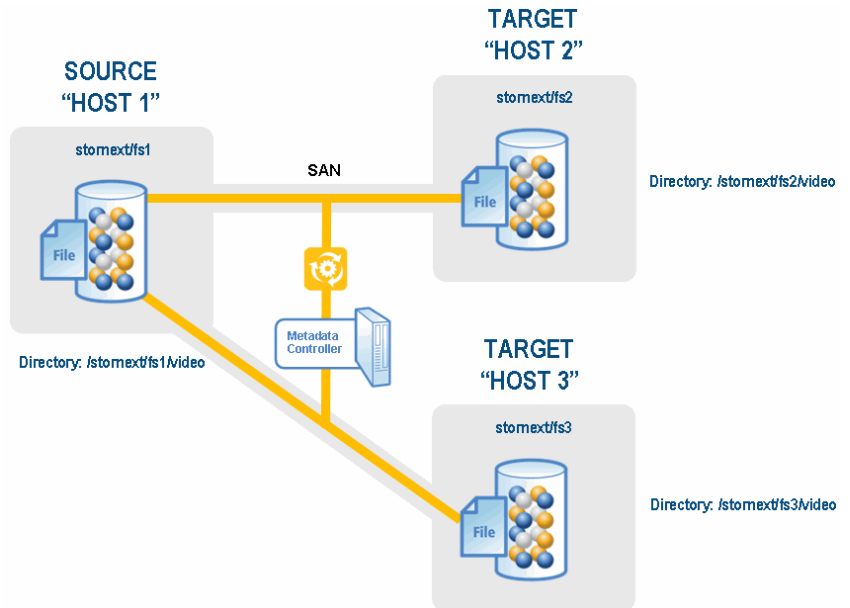 TARGET
“HOST 2”
stornext/fs2
File
Directory: /stornext/fs2/video
SOURCE
“HOST 1”
stornext/fs1
File
Directory: /stornext/fs1/video
SAN
Metadata
Controller
TARGET
“HOST 3”
stornext/fs3
File
Directory: /stornext/fs3/video